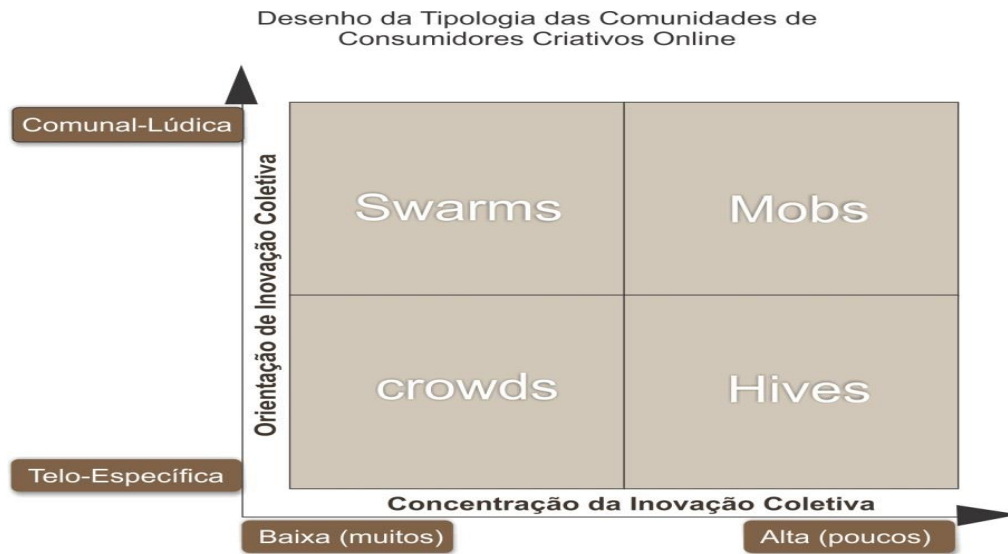 Desenho da Tipologia das Comunidades de
Consumidores Criativos Online
Comunal-Lúdica
Orientação de Inovação Coletiva
Swarms
Mobs
crowds
Hives
Telo-Específica
Concentração da Inovação Coletiva
Baixa (muitos)
Alta (poucos)